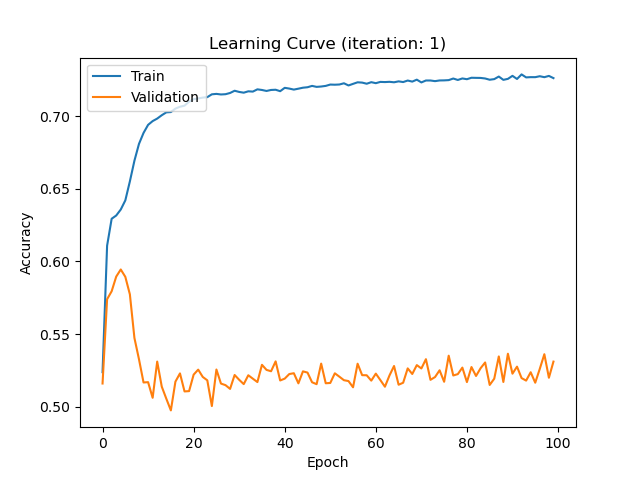 Learning Curve (iteration: 1)
Train
Validation
Accuracy
0.70
0.65
0.60
0.55
0.50
0 20 40 60 80 100
Epoch